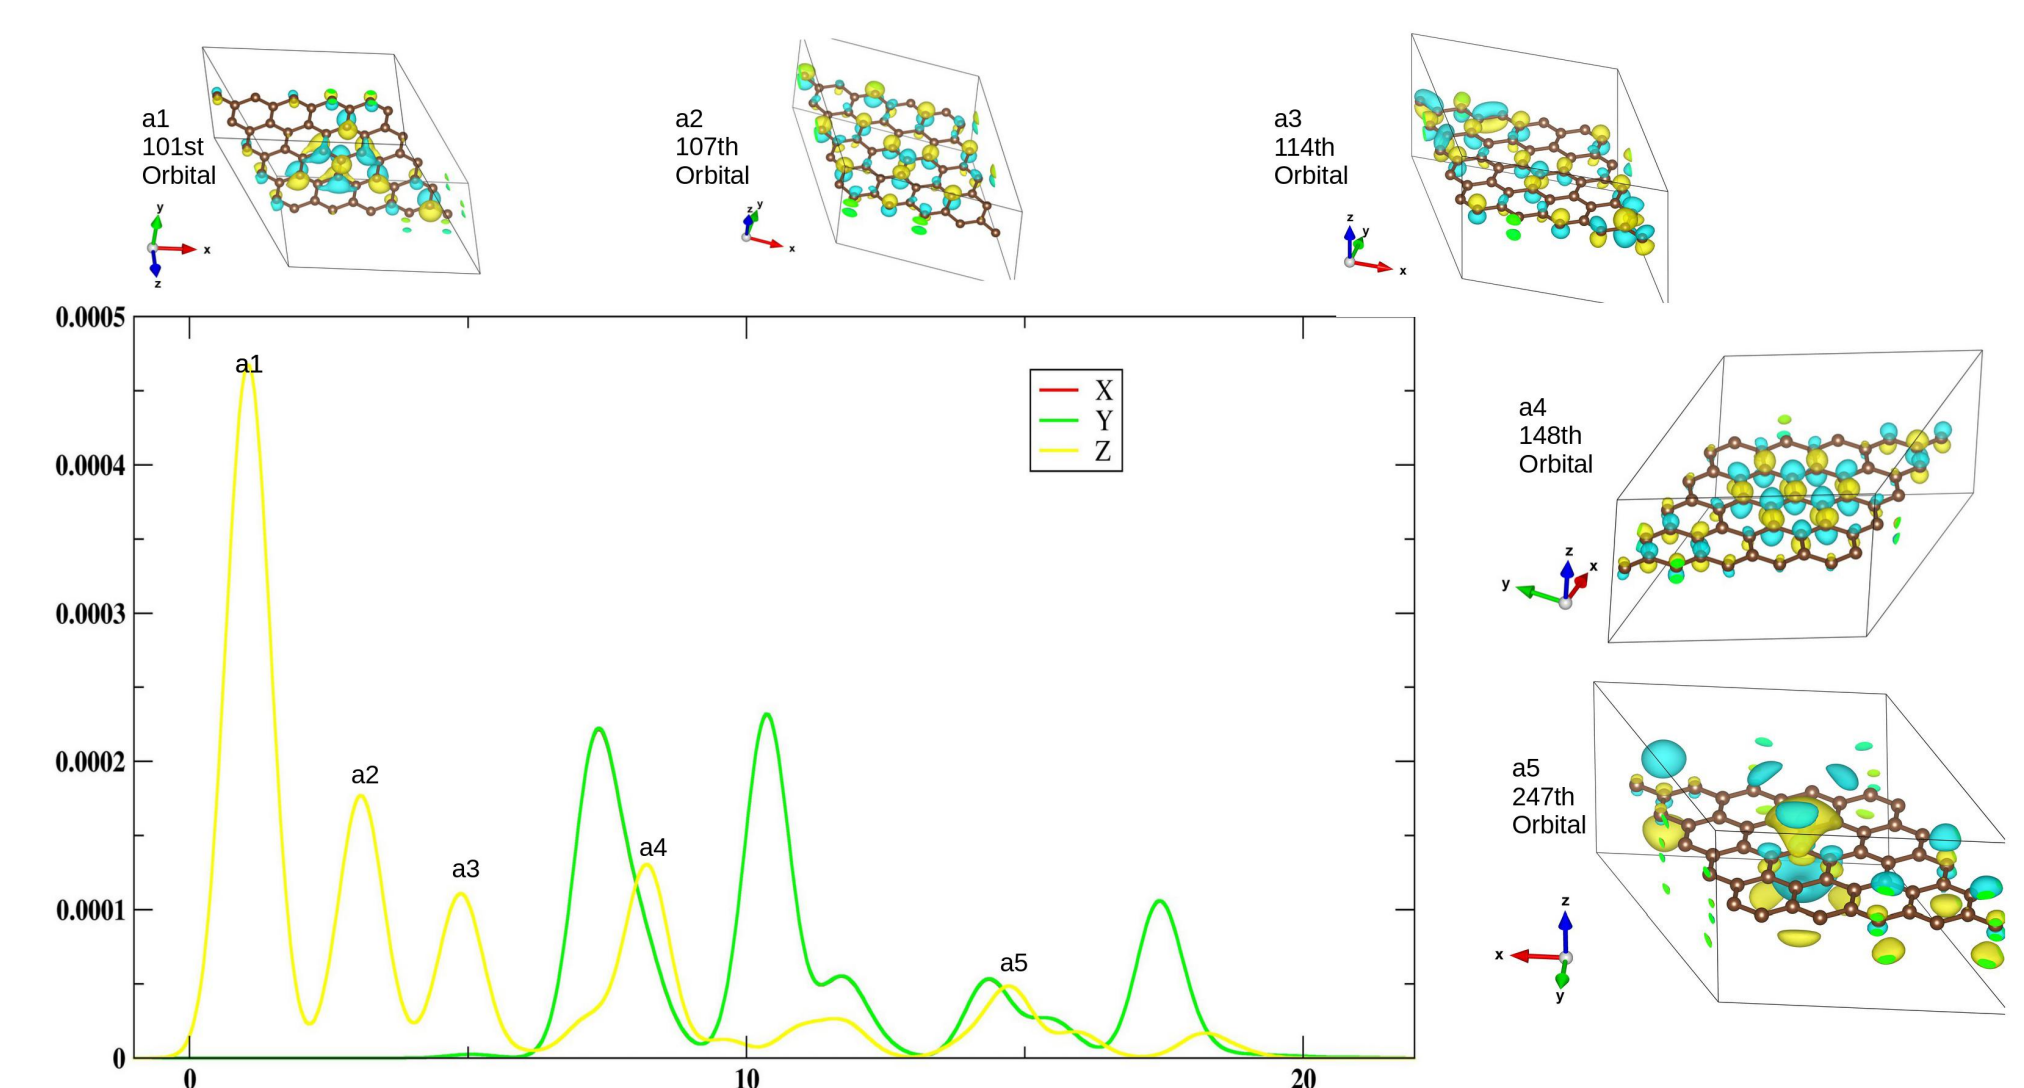 a1
101st
Orbital
y
x
z
a2
107th
Orbital
z
y
x
a3
114th
Orbital
z
y
x
0.0005
a1
X
Y
Z
0.0004
0.0003
0.0002
0.0001
0
a2
a3
a4
a5
0
10
20
a4
148th
Orbital
z
x
y
a5
247th
Orbital
z
x
y